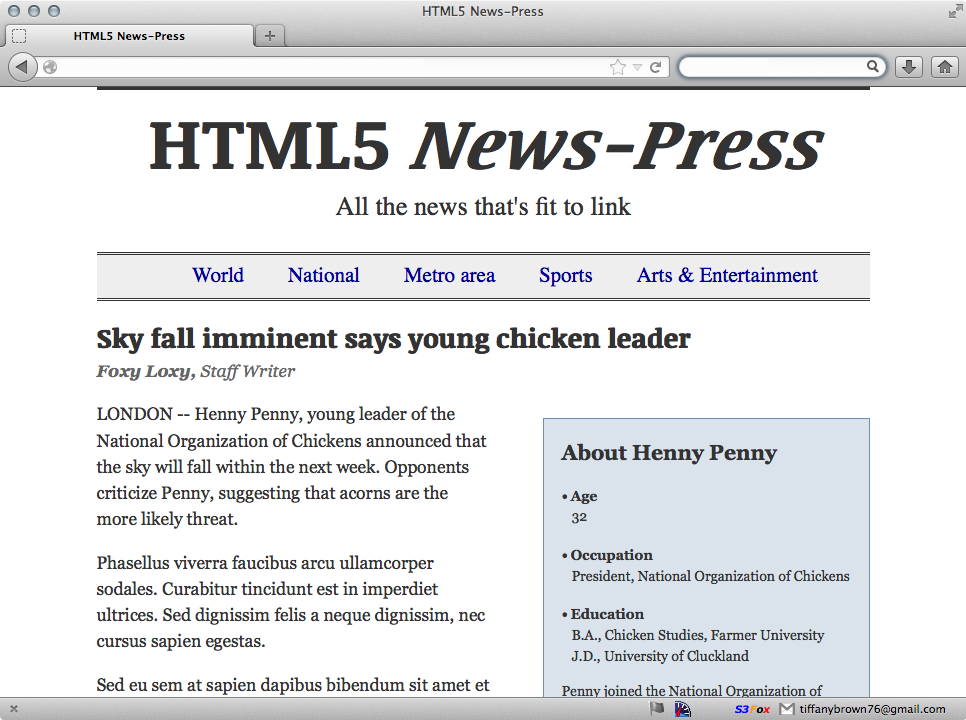 HTML5 News-Press
HTML5 News-Press
HTML5 News-Press
All the news that's fit to link
World National Metro area Sports Arts & Entertainment
Sky fall imminent says young chicken leader
Foxy Loxy, Staff Writer
LONDON -- Henny Penny, young leader of the
National Organization of Chickens announced that
the sky will fall within the next week. Opponents
criticize Penny, suggesting that acorns are the
more likely threat.
Phasellus viverra faucibus arcu ullamcorper
sodales. Curabitur tincidunt est in imperdiet
ultrices. Sed dignissim felis a neque dignissim, nec
cursus sapien egestas.
Sed eu sem at sapien dapibus bibendum sit amet et
About Henny Penny
• Age
32
• Occupation
President, National Organization of Chickens
• Education
B.A., Chicken Studies, Farmer University
J.D., University of Cluckland
Penny joined the National Organization of
S3Fox tiffanybrown76@gmail.com